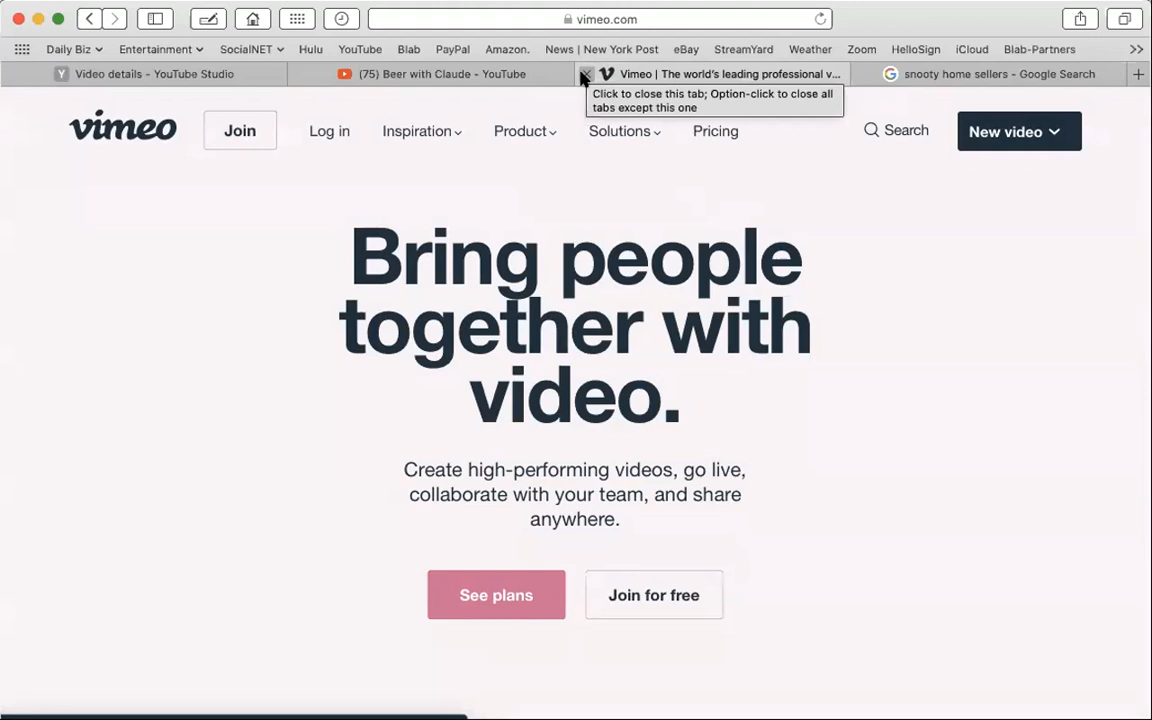 vimeo.com
Daily Biz Entertainment SocialNET Hulu YouTube Blab PayPal Amazon. News | New York Post eBay StreamYard Weather Zoom HelloSign iCloud Blab-Partners >>
Y Video details - YouTube Studio (75) Beer with Claude - YouTube Vimeo | The world's leading professional v... snooty home sellers - Google Search +
Click to close this tab; Option-click to close all
tabs except this one
vimeo Join Log in Inspiration Product Solutions Pricing Search New video
Bring people
together with
video.
Create high-performing videos, go live,
collaborate with your team, and share
anywhere.
See plans Join for free